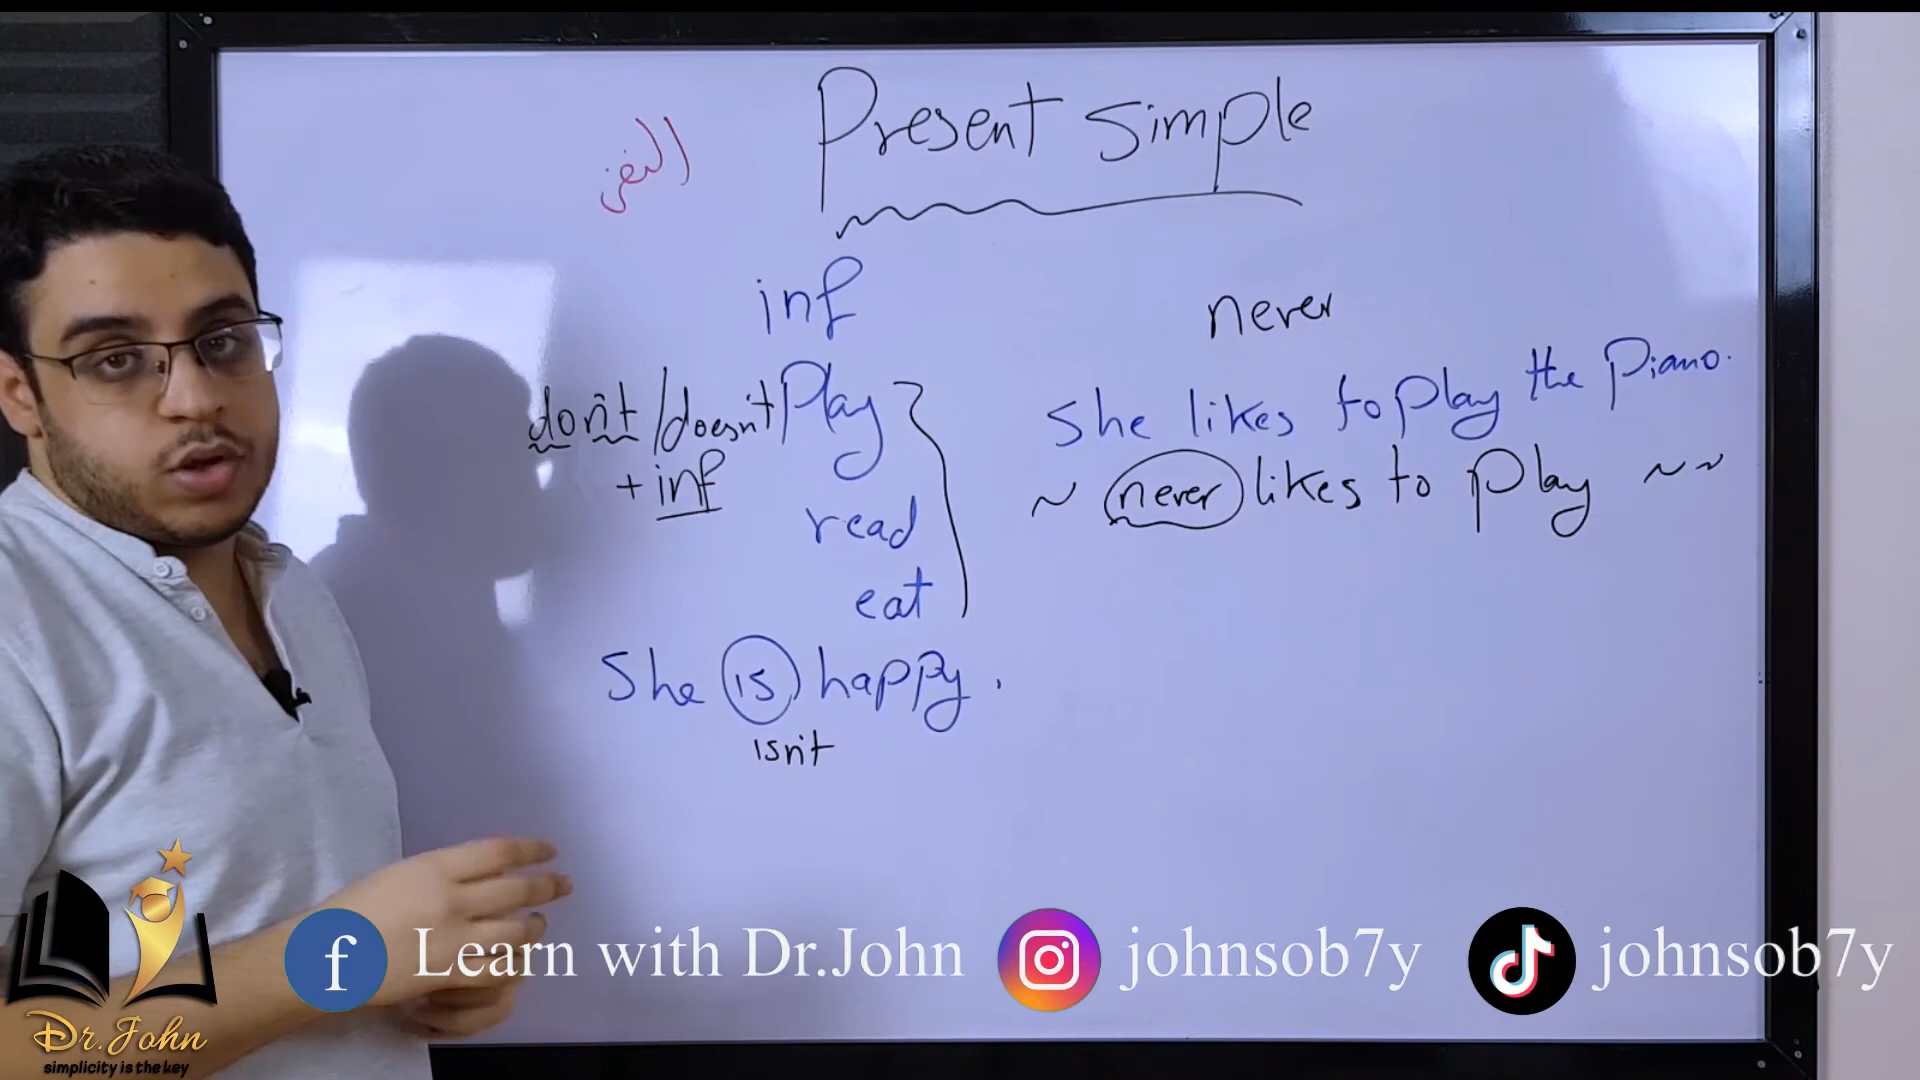 Present simple
النفي
inf
never
don't / doesn't Play
+ inf
read
eat
She is happy.
isn't
She likes to play the Piano.
~ never likes to play ~~
Learn with Dr.John
johnsob7y
johnsob7y
Dr.John
simplicity is the key